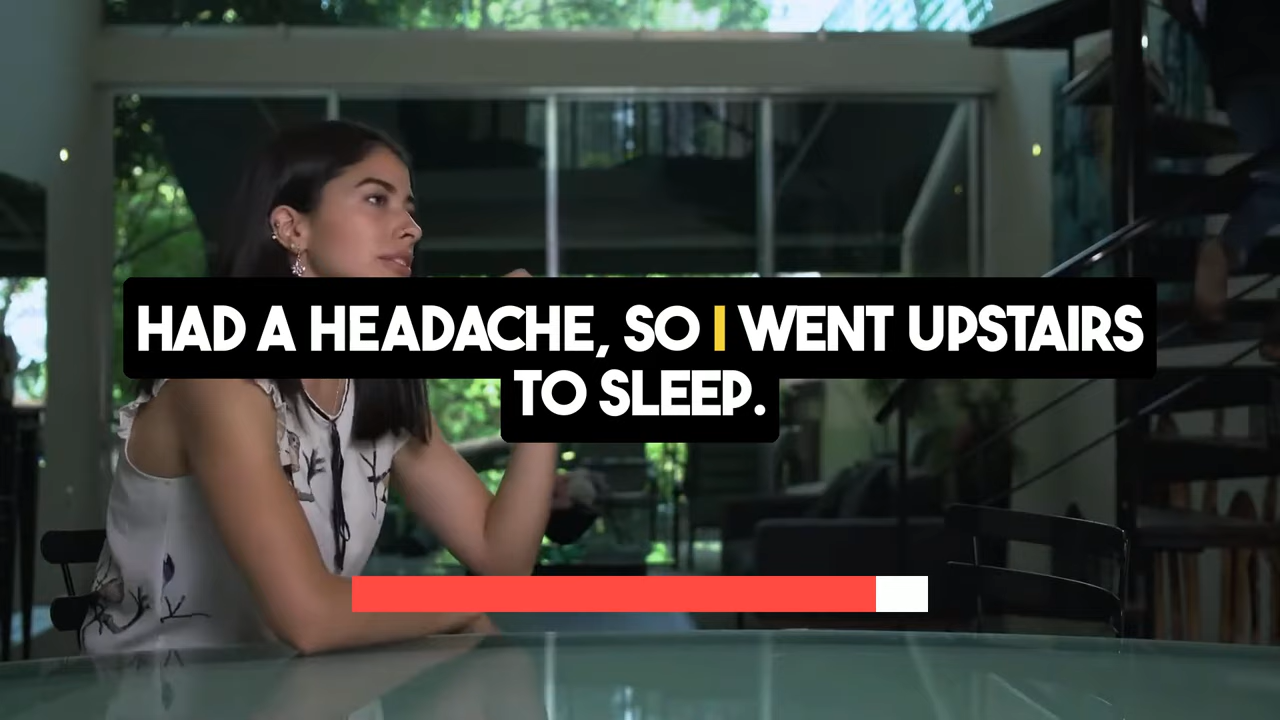 HAD A HEADACHE, SO I WENT UPSTAIRS
TO SLEEP.